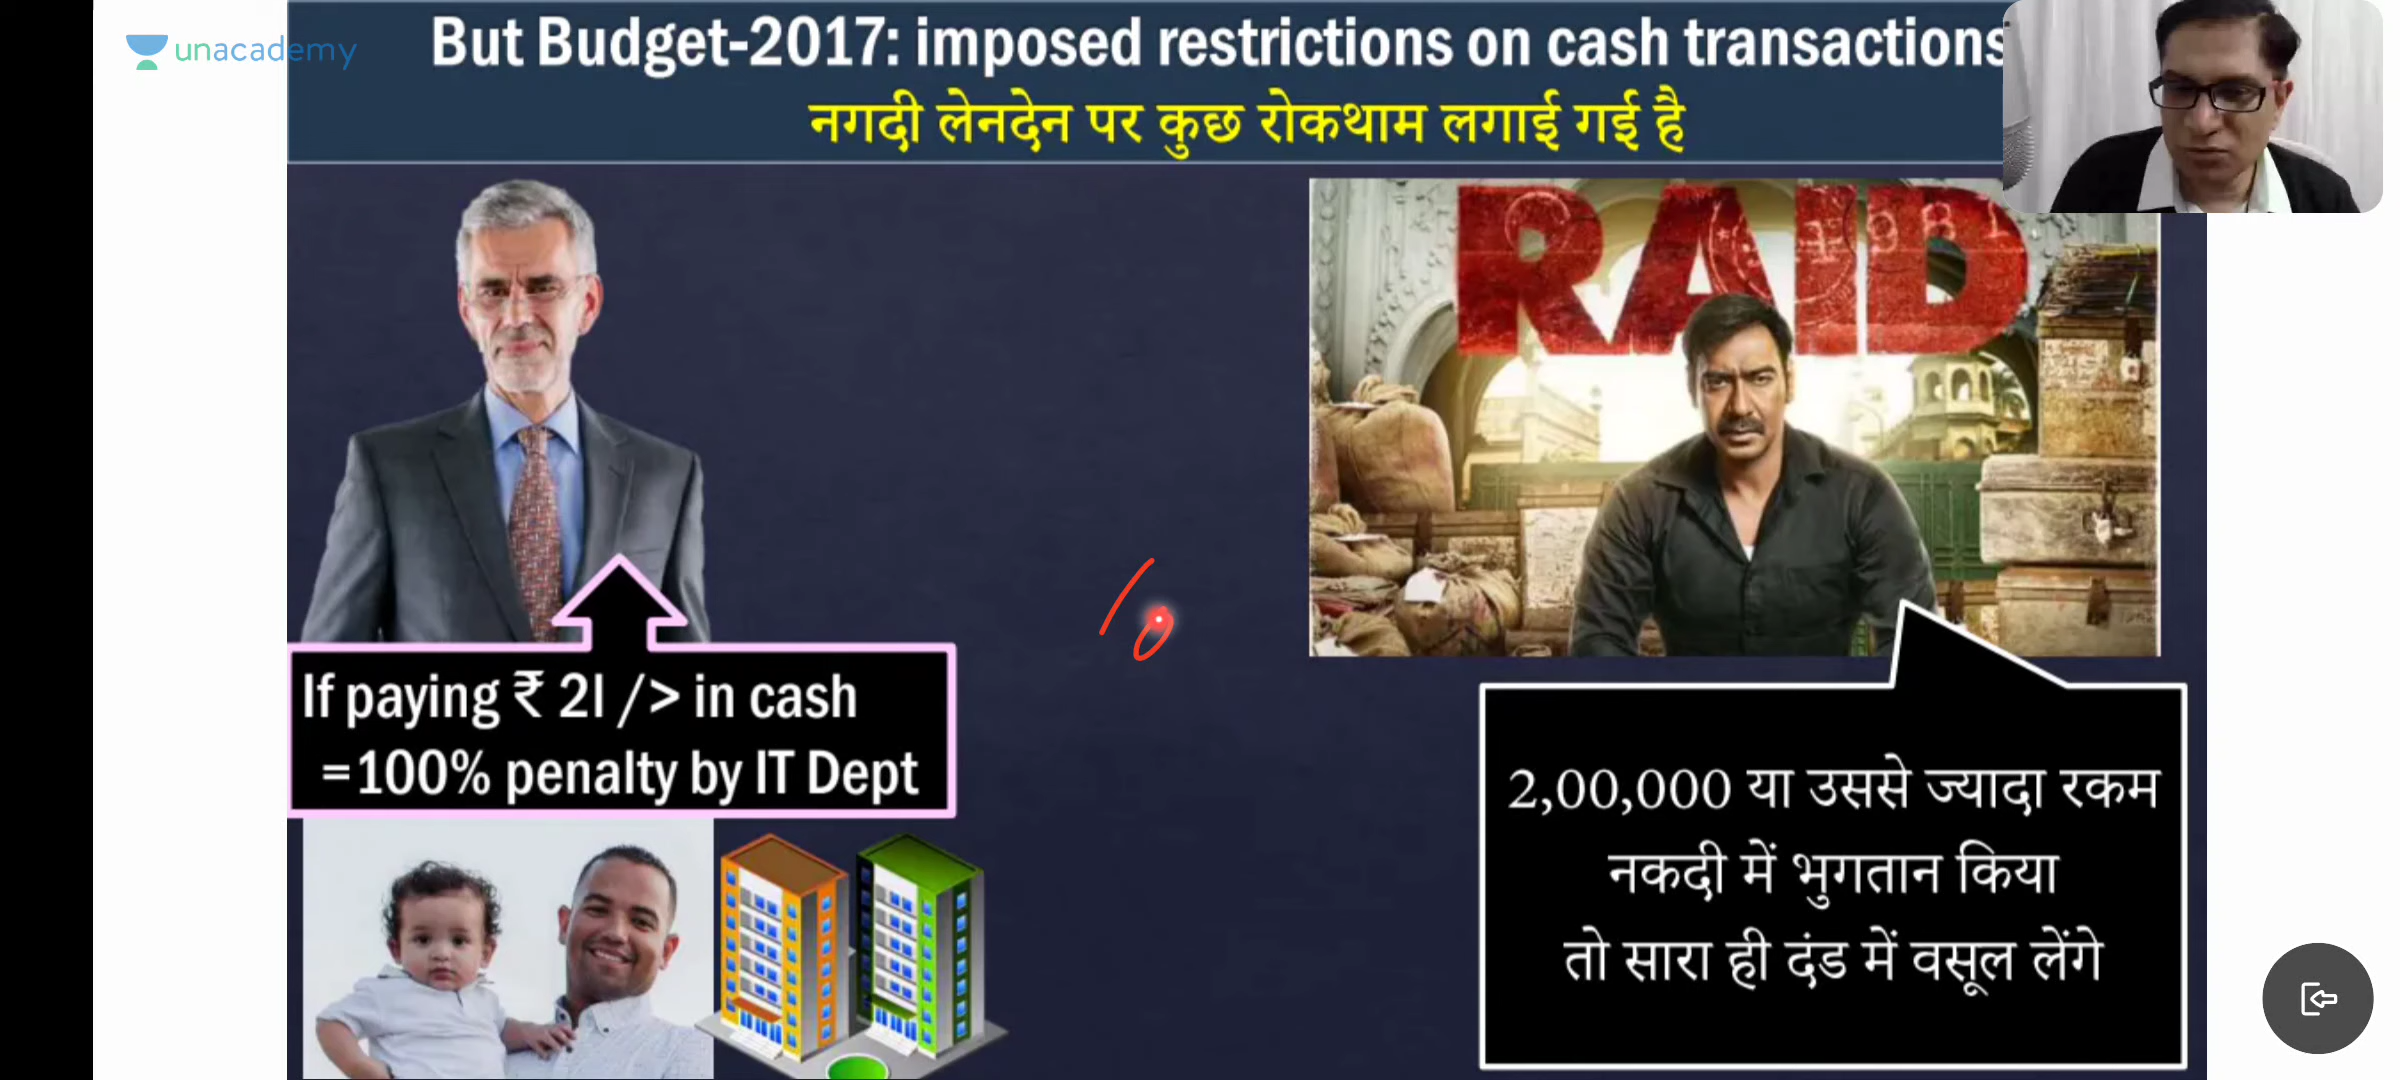 unacademy
But Budget-2017: imposed restrictions on cash transactions
नगदी लेनदेन पर कुछ रोकथाम लगाई गई है
RAID
If paying ₹ 2l /> in cash
=100% penalty by IT Dept
10
2,00,000 या उससे ज्यादा रकम
नकदी में भुगतान किया
तो सारा ही दंड में वसूल लेंगे